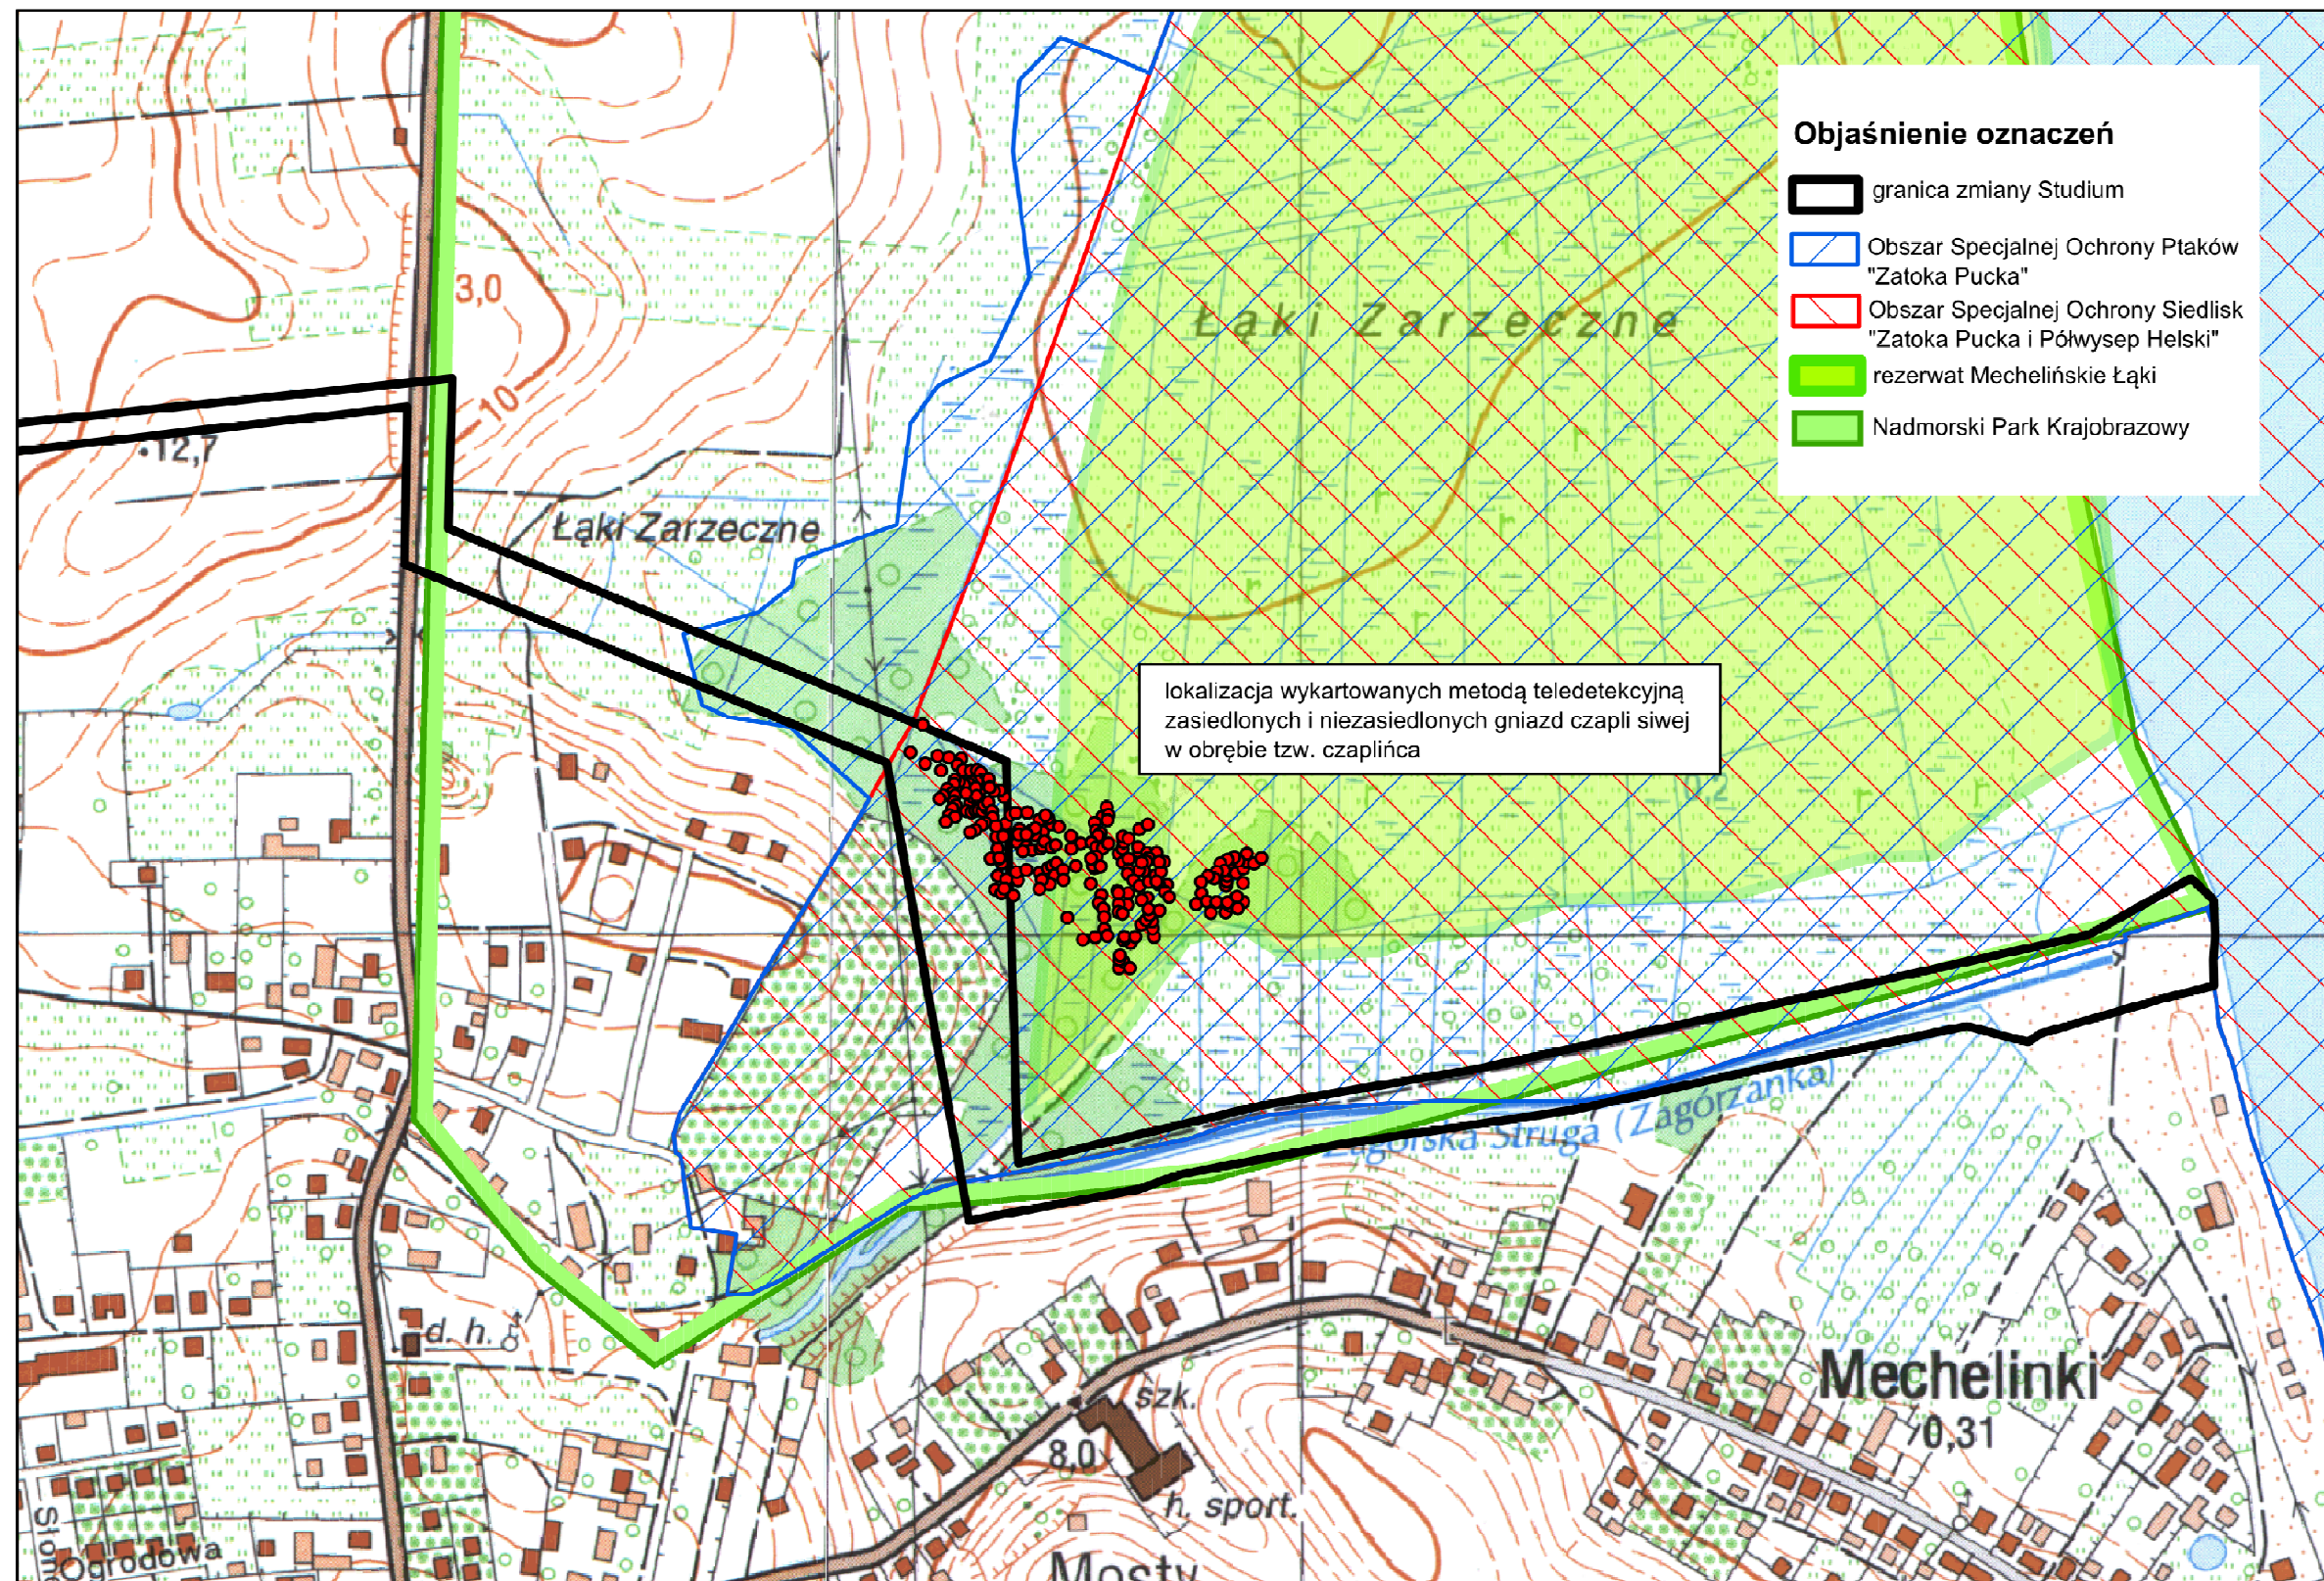 Objaśnienie oznaczeń
granica zmiany Studium
Obszar Specjalnej Ochrony Ptaków
"Zatoka Pucka"
Obszar Specjalnej Ochrony Siedlisk
"Zatoka Pucka i Półwysep Helski"
rezerwat Mechelińskie Łąki
Nadmorski Park Krajobrazowy
3,0
Łąki Zarzeczne
10
12,7
Łąki Zarzeczne
lokalizacja wykartowanych metodą teledetekcyjną
zasiedlonych i niezasiedlonych gniazd czapli siwej
w obrębie tzw. czaplińca
0,2
Zagórska Struga (Zagórzanka)
d. h.
Mechelinki
0,31
szk.
8,0
h. sport.
Ogrodowa
Mosty